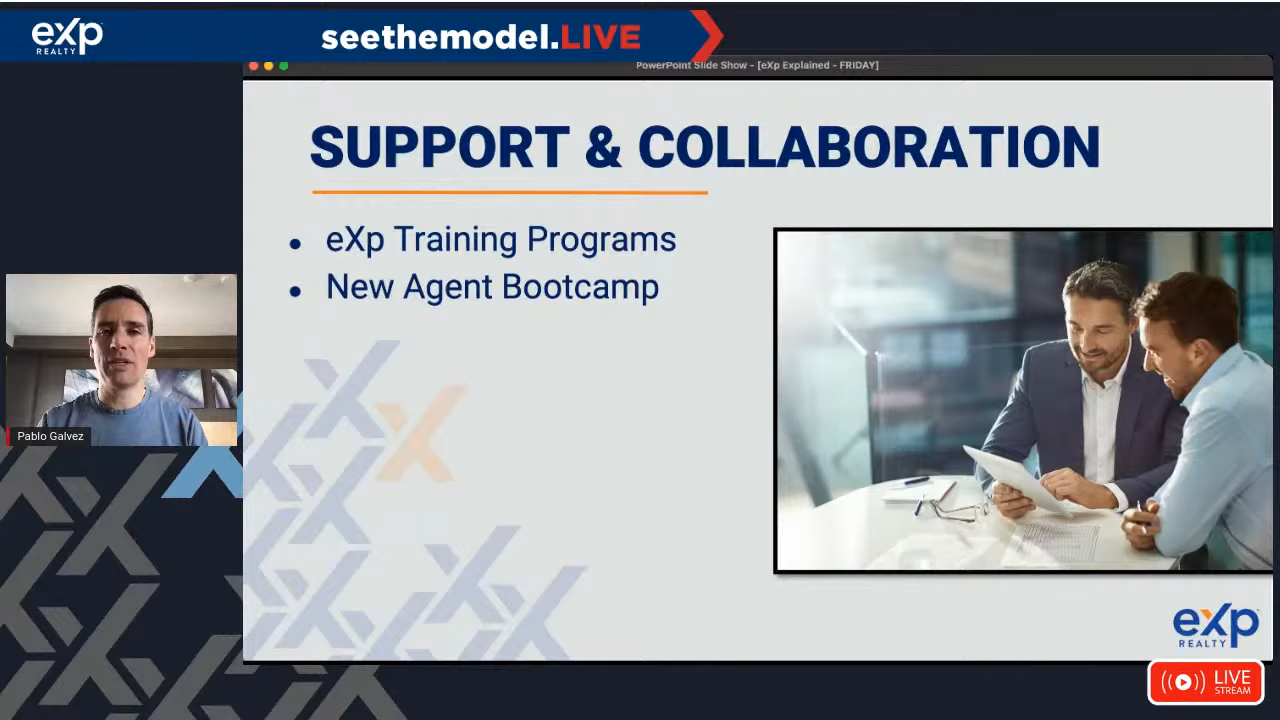 eXp
REALTY
seethemodel.LIVE
PowerPoint Slide Show - [eXp Explained - FRIDAY]
SUPPORT & COLLABORATION
• eXp Training Programs
• New Agent Bootcamp
Pablo Galvez
eXp
REALTY
LIVE
STREAM